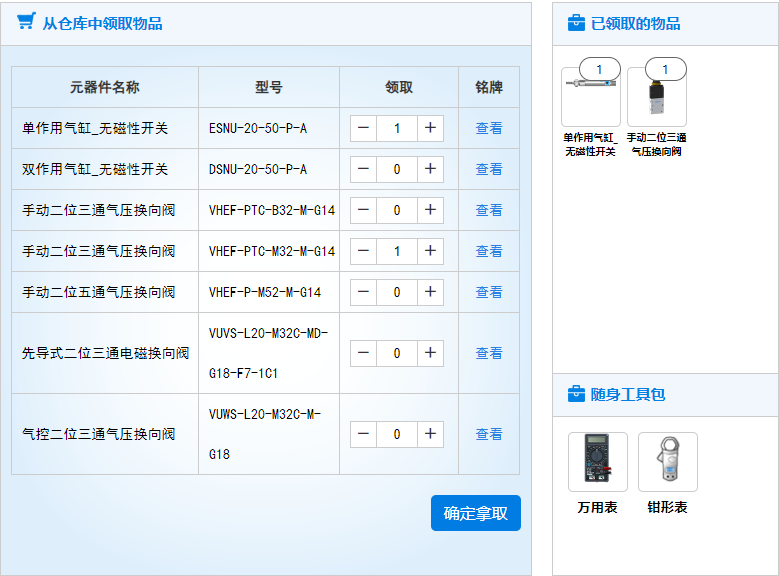 从仓库中领取物品
元器件名称 型号 领取 铭牌
单作用气缸_无磁性开关 ESNU-20-50-P-A — 1 + 查看
双作用气缸_无磁性开关 DSNU-20-50-P-A — 0 + 查看
手动二位三通气压换向阀 VHEF-PTC-B32-M-G14 — 0 + 查看
手动二位三通气压换向阀 VHEF-PTC-M32-M-G14 — 1 + 查看
手动二位五通气压换向阀 VHEF-P-M52-M-G14 — 0 + 查看
先导式二位三通电磁换向阀 VUVS-L20-M32C-MD-
G18-F7-1C1 — 0 + 查看
气控二位三通气压换向阀 VUWS-L20-M32C-M-
G18 — 0 + 查看
确定拿取
已领取的物品
1 1
单作用气缸_
无磁性开关
手动二位三通
气压换向阀
随身工具包
万用表 钳形表